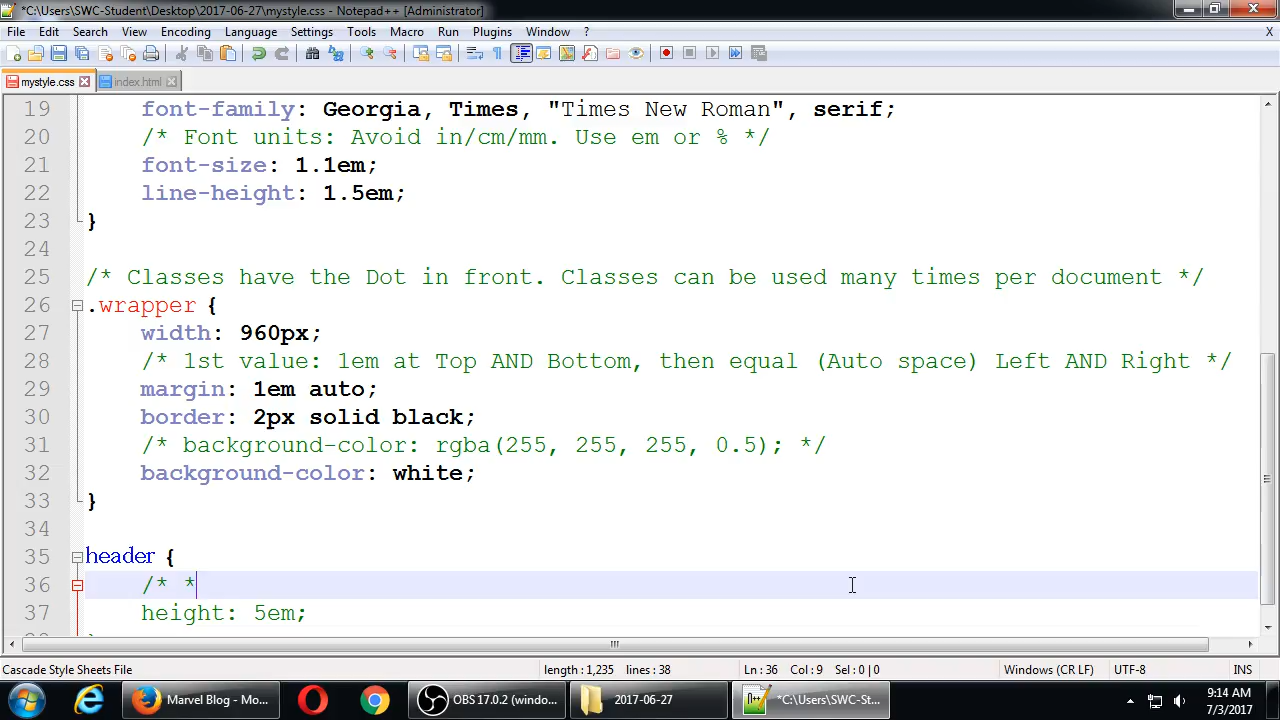 *C:\Users\SWC-Student\Desktop\2017-06-27\mystyle.css - Notepad++ [Administrator]
File Edit Search View Encoding Language Settings Tools Macro Run Plugins Window ? X
mystyle.css index.html
19 font-family: Georgia, Times, "Times New Roman", serif;
20 /* Font units: Avoid in/cm/mm. Use em or % */
21 font-size: 1.1em;
22 line-height: 1.5em;
23 }
24
25 /* Classes have the Dot in front. Classes can be used many times per document */
26 .wrapper {
27 width: 960px;
28 /* 1st value: 1em at Top AND Bottom, then equal (Auto space) Left AND Right */
29 margin: 1em auto;
30 border: 2px solid black;
31 /* background-color: rgba(255, 255, 255, 0.5); */
32 background-color: white;
33 }
34
35 header {
36 /* *
37 height: 5em;
Cascade Style Sheets File length : 1,235 lines : 38 Ln : 36 Col : 9 Sel : 0 | 0 Windows (CR LF) UTF-8 INS
Marvel Blog - Mozil... OBS 17.0.2 (windo... 2017-06-27 *C:\Users\SWC-St... 9:14 AM
7/3/2017